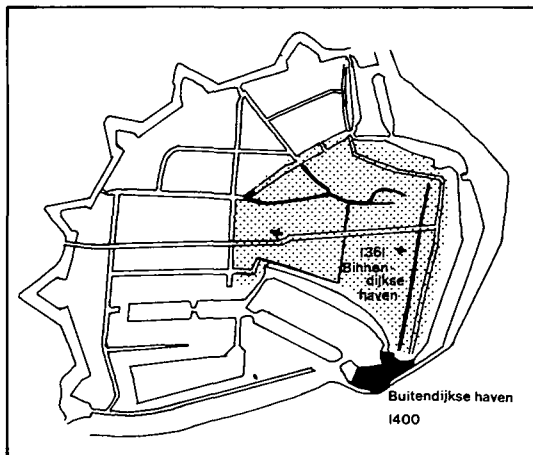 1361
Binnen-
dijkse
haven
Buitendijkse haven
1400